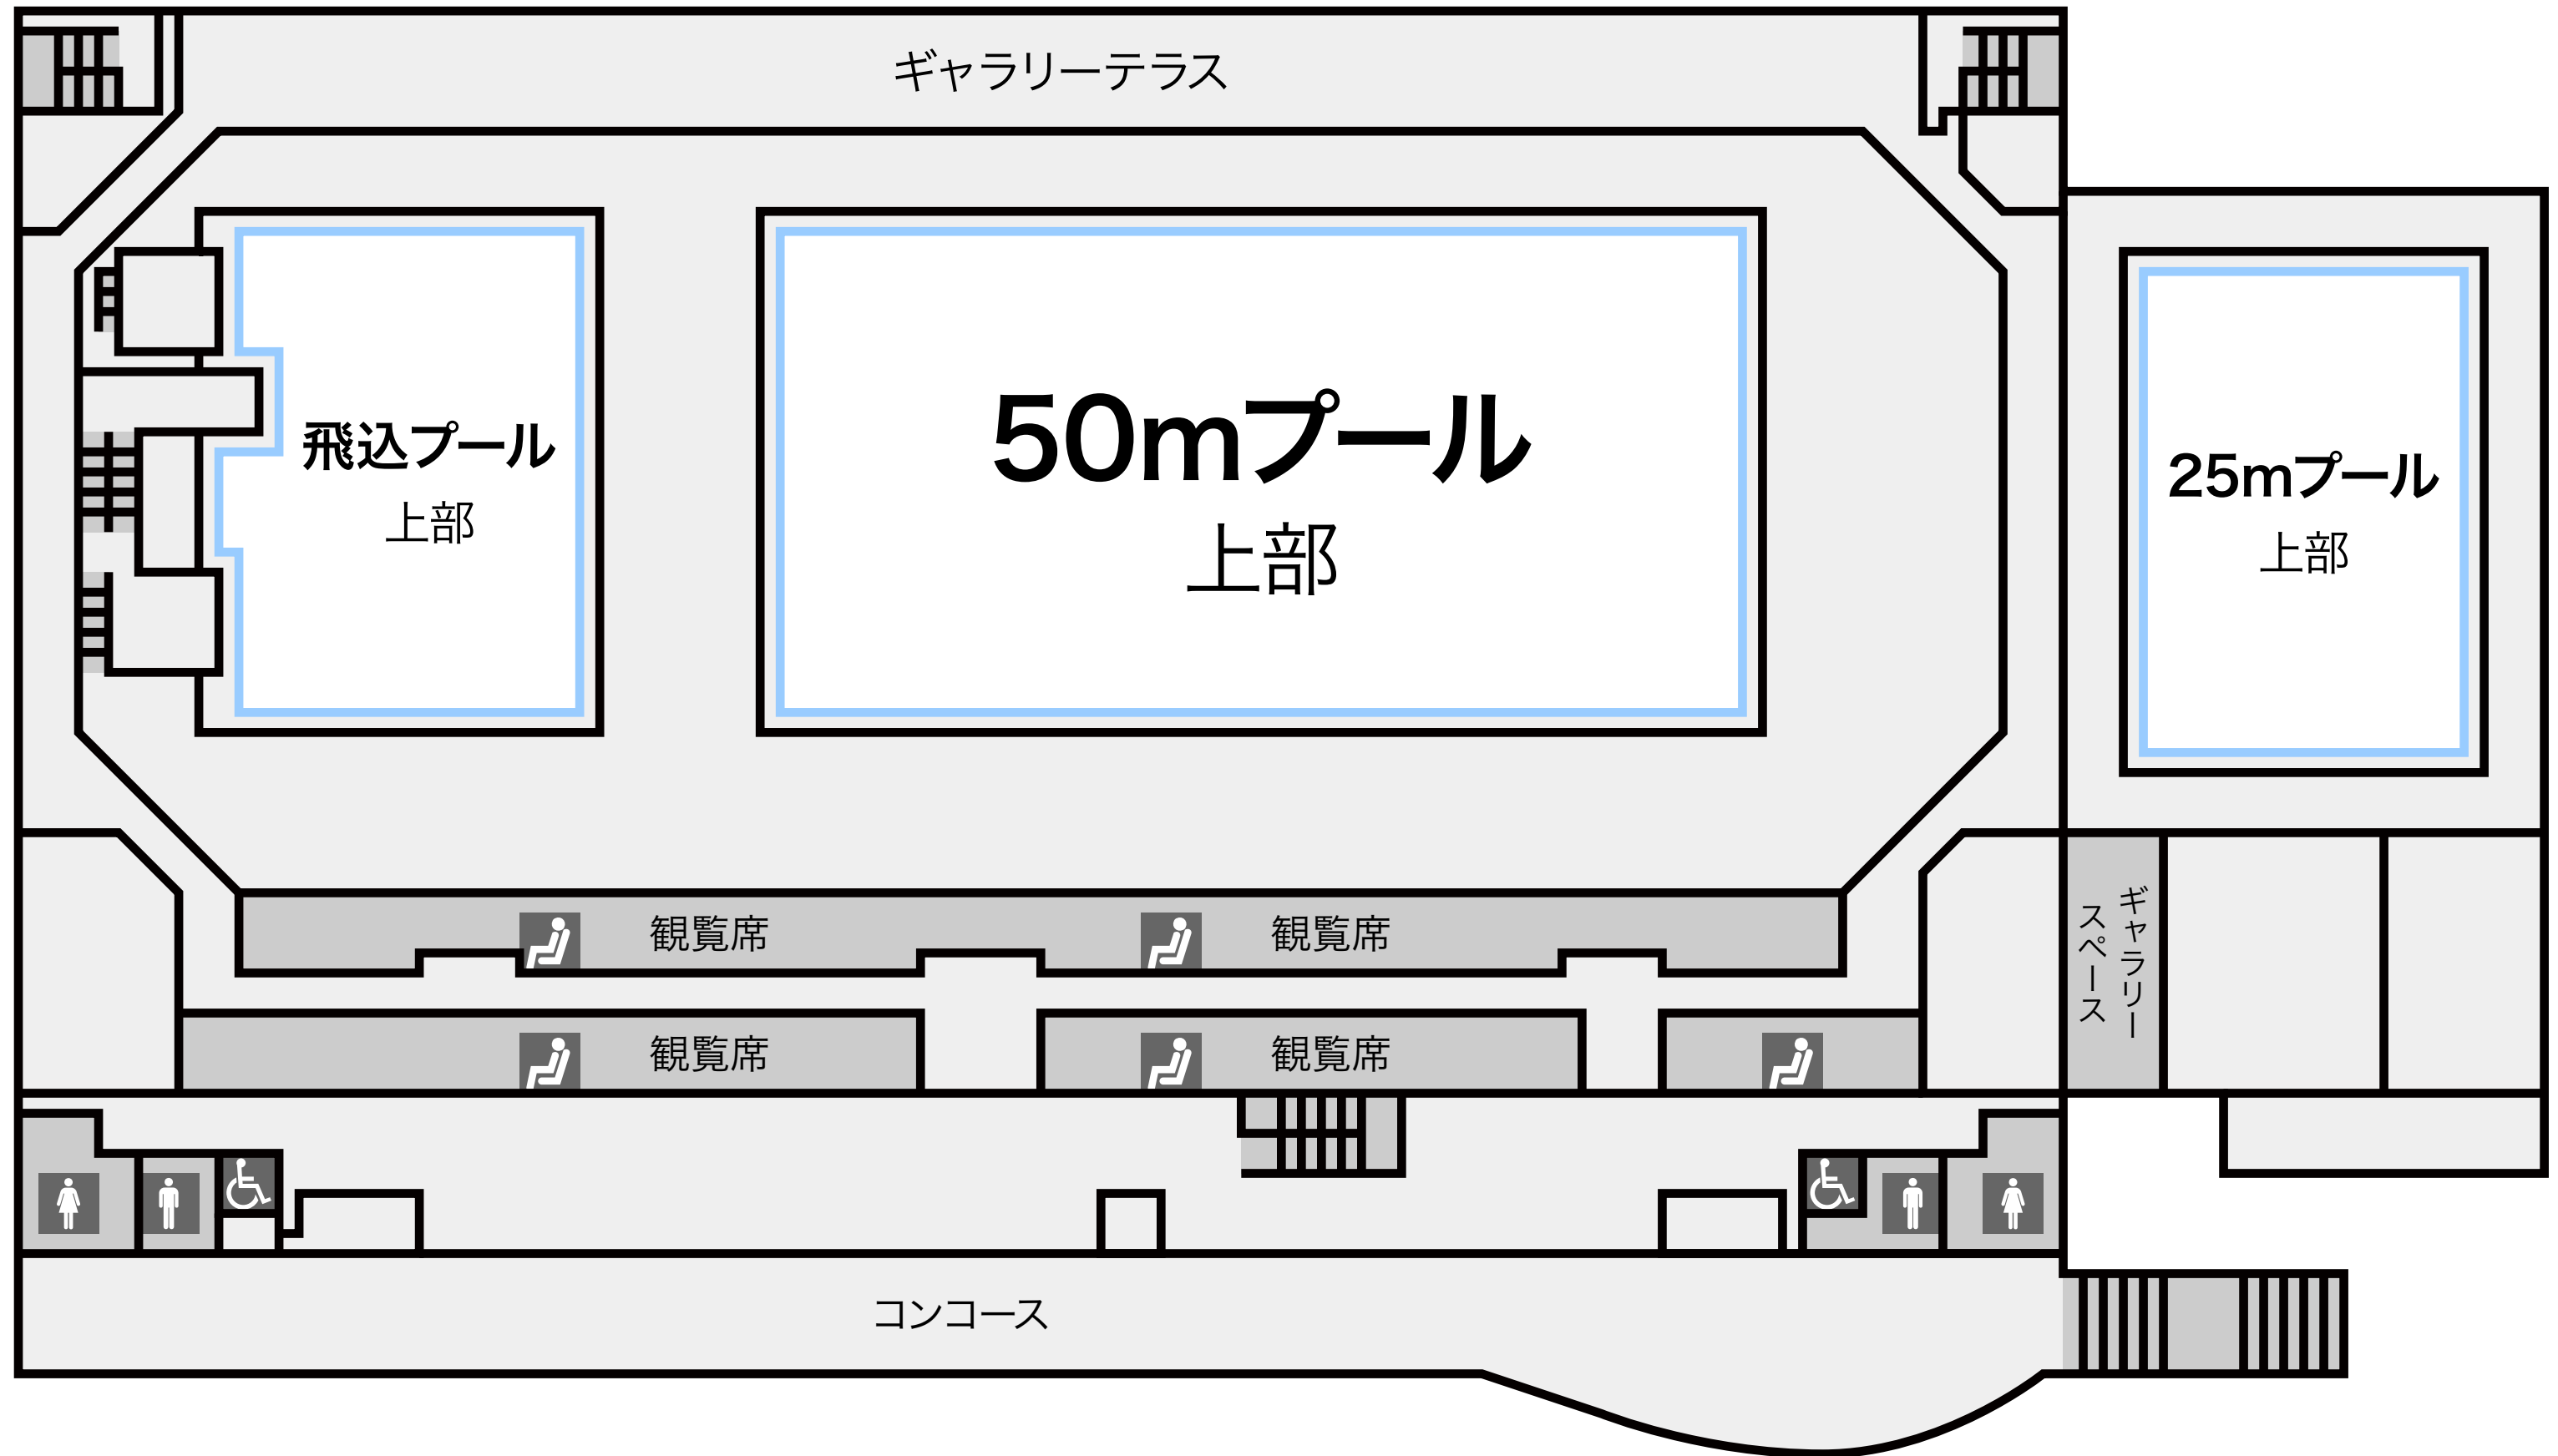 ギャラリーテラス
飛込プール
上部
50mプール
上部
25mプール
上部
観覧席
観覧席
ギャラリー
スペース
観覧席
観覧席
コンコース